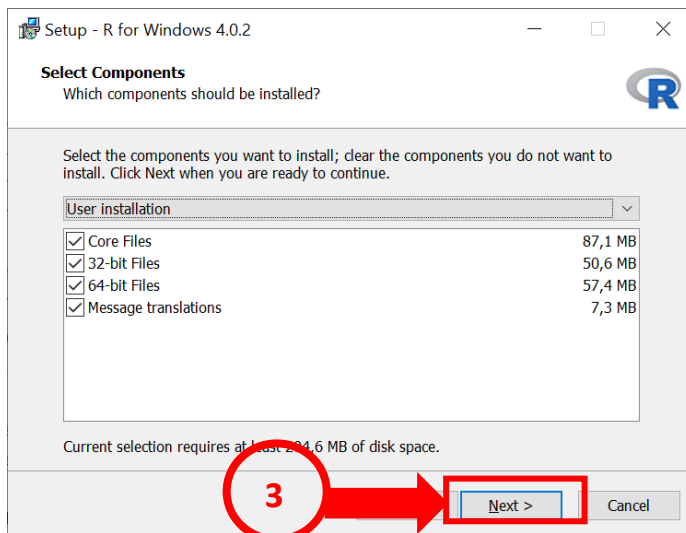 Setup - R for Windows 4.0.2
Select Components
Which components should be installed?
R
Select the components you want to install; clear the components you do not want to
install. Click Next when you are ready to continue.
User installation
Core Files 87,1 MB
32-bit Files 50,6 MB
64-bit Files 57,4 MB
Message translations 7,3 MB
Current selection requires at least 204,6 MB of disk space.
3 Next > Cancel